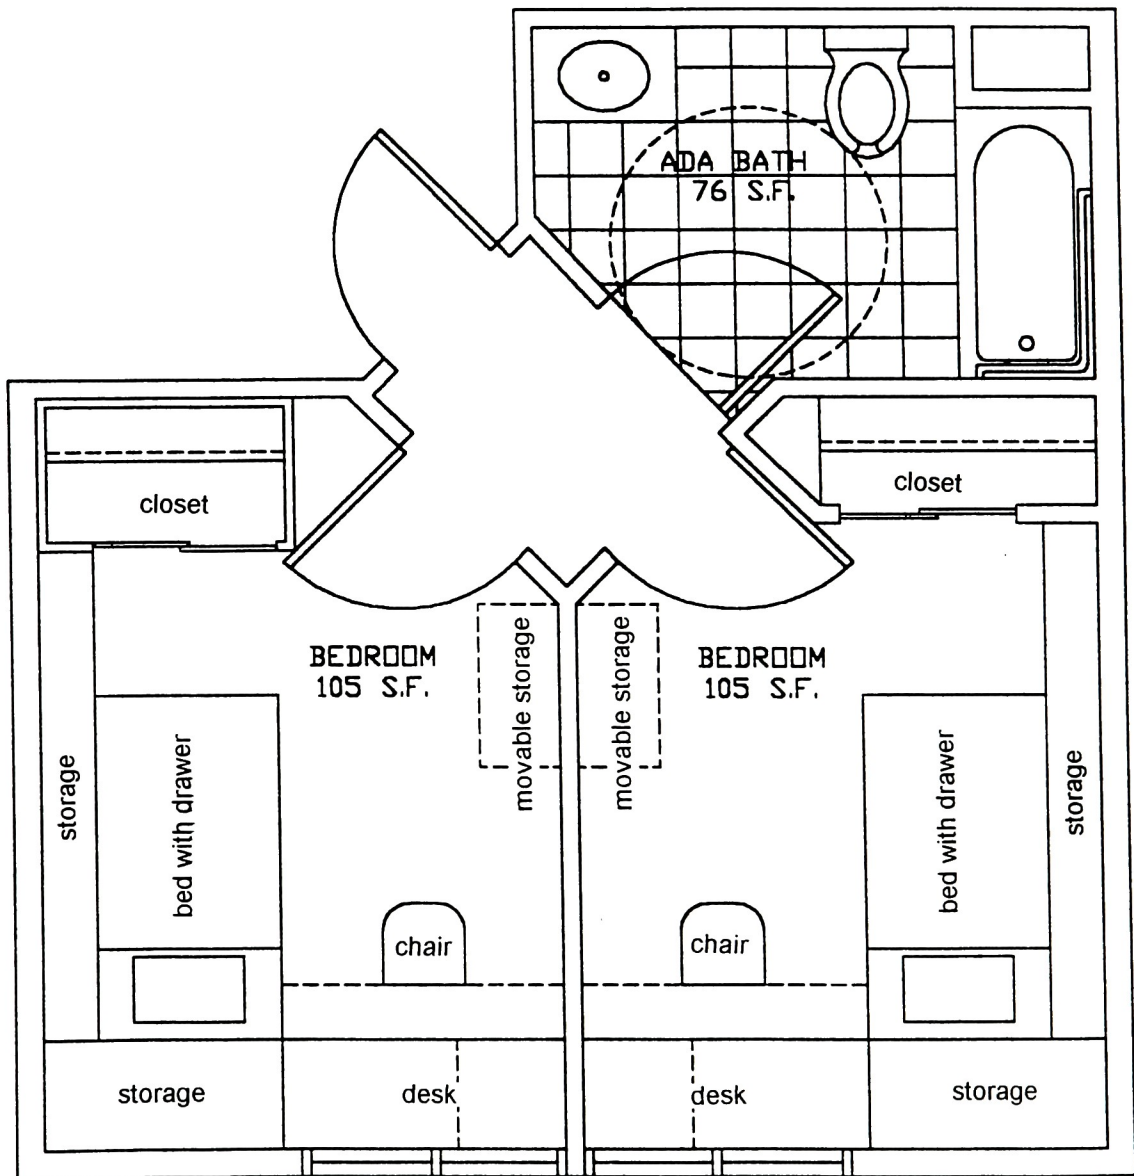 ADA BATH
76 S.F.
closet
closet
BEDROOM
105 S.F.
movable storage
movable storage
BEDROOM
105 S.F.
storage
bed with drawer
bed with drawer
storage
chair
chair
storage
desk
desk
storage